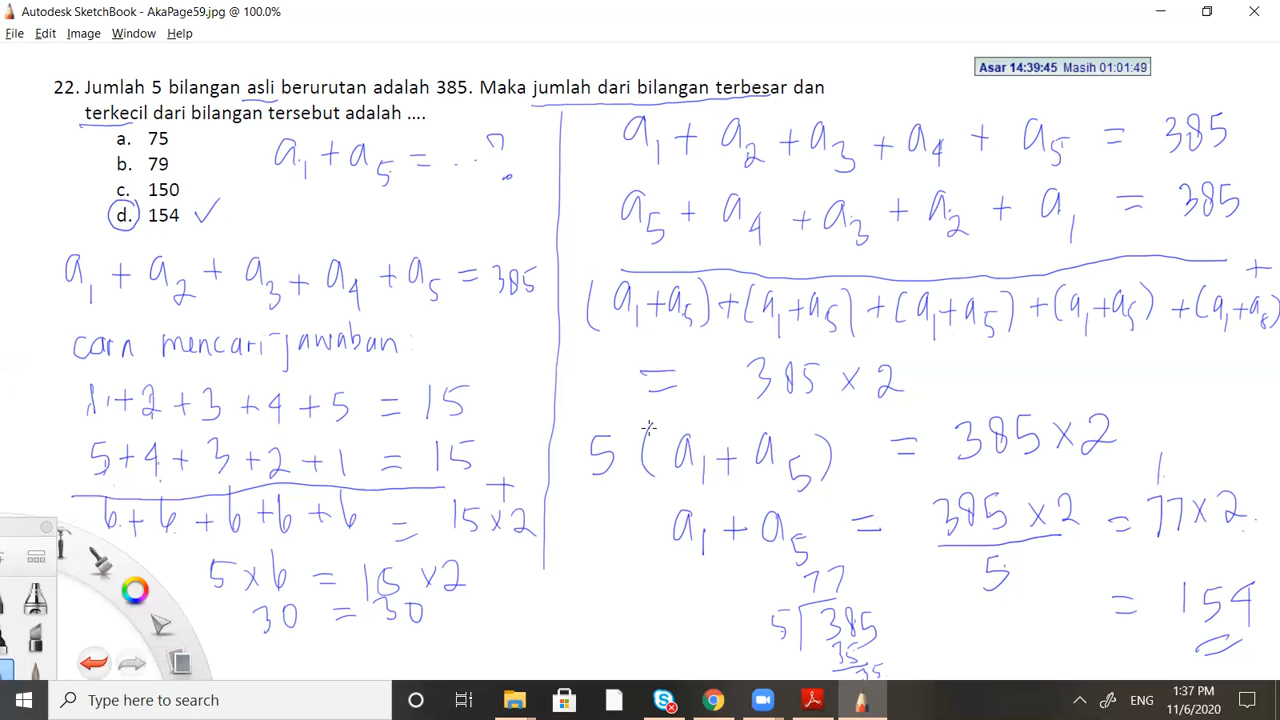 Autodesk SketchBook - AkaPage59.jpg @ 100.0%
File Edit Image Window Help
Asar 14:39:45 Masih 01:01:49
22. Jumlah 5 bilangan asli berurutan adalah 385. Maka jumlah dari bilangan terbesar dan
terkecil dari bilangan tersebut adalah ....
a. 75
b. 79
c. 150
d. 154 ✓
a₁ + a₅ = ...?
a₁ + a₂ + a₃ + a₄ + a₅ = 385
cara mencari jawaban :
1 + 2 + 3 + 4 + 5 = 15
5 + 4 + 3 + 2 + 1 = 15
+
6 + 6 + 6 + 6 + 6 = 15 × 2
5 × 6 = 15 × 2
30 = 30
a₁ + a₂ + a₃ + a₄ + a₅ = 385
a₅ + a₄ + a₃ + a₂ + a₁ = 385
+
(a₁ + a₅) + (a₁ + a₅) + (a₁ + a₅) + (a₁ + a₅) + (a₁ + a₅)
= 385 × 2
5 (a₁ + a₅) = 385 × 2
a₁ + a₅ = 385 × 2 / 5 = 77 × 2
= 154
77
5 385
35
35
Type here to search
ENG
1:37 PM
11/6/2020